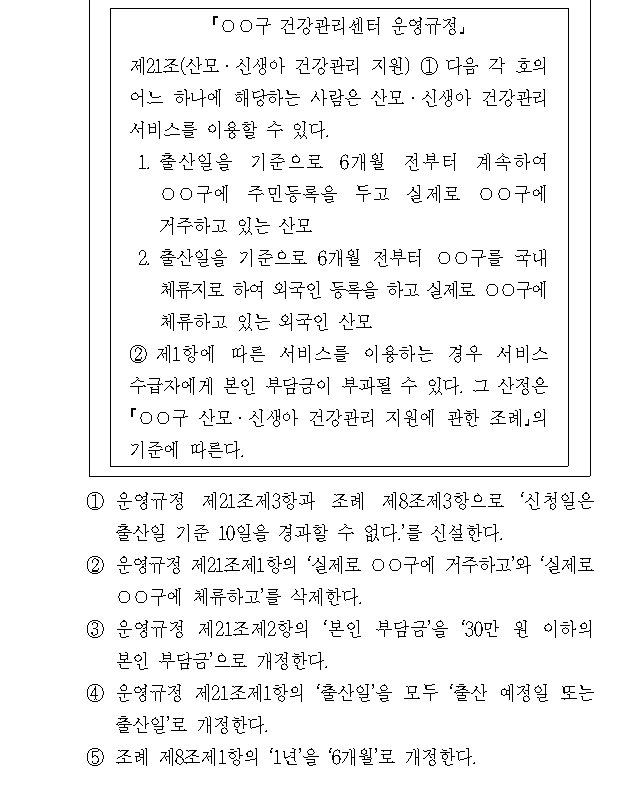 『○○구 건강관리센터 운영규정』
제21조(산모·신생아 건강관리 지원) ① 다음 각 호의
어느 하나에 해당하는 사람은 산모·신생아 건강관리
서비스를 이용할 수 있다.
1. 출산일을 기준으로 6개월 전부터 계속하여
○○구에 주민등록을 두고 실제로 ○○구에
거주하고 있는 산모
2. 출산일을 기준으로 6개월 전부터 ○○구를 국내
체류지로 하여 외국인 등록을 하고 실제로 ○○구에
체류하고 있는 외국인 산모
② 제1항에 따른 서비스를 이용하는 경우 서비스
수급자에게 본인 부담금이 부과될 수 있다. 그 산정은
『○○구 산모·신생아 건강관리 지원에 관한 조례』의
기준에 따른다.
① 운영규정 제21조제3항과 조례 제8조제3항으로 ‘신청일은
출산일 기준 10일을 경과할 수 없다.’를 신설한다.
② 운영규정 제21조제1항의 ‘실제로 ○○구에 거주하고’와 ‘실제로
○○구에 체류하고’를 삭제한다.
③ 운영규정 제21조제2항의 ‘본인 부담금’을 ‘30만 원 이하의
본인 부담금’으로 개정한다.
④ 운영규정 제21조제1항의 ‘출산일’을 모두 ‘출산 예정일 또는
출산일’로 개정한다.
⑤ 조례 제8조제1항의 ‘1년’을 ‘6개월’로 개정한다.